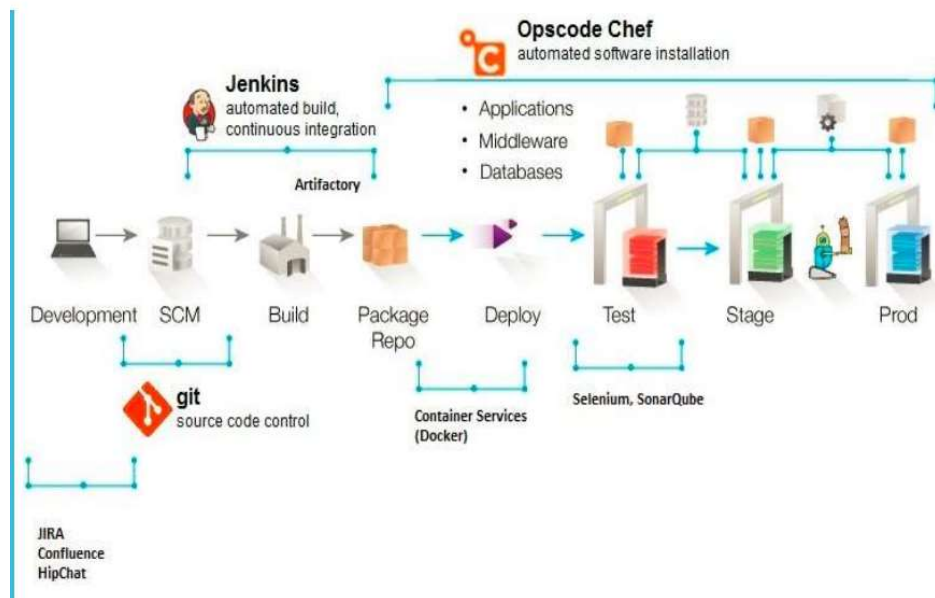 Opscode Chef
automated software installation
Jenkins
automated build,
continuous integration
• Applications
• Middleware
• Databases
Artifactory
Development
SCM
Build
Package
Repo
Deploy
Test
Stage
Prod
git
source code control
Container Services
(Docker)
Selenium, SonarQube
JIRA
Confluence
HipChat